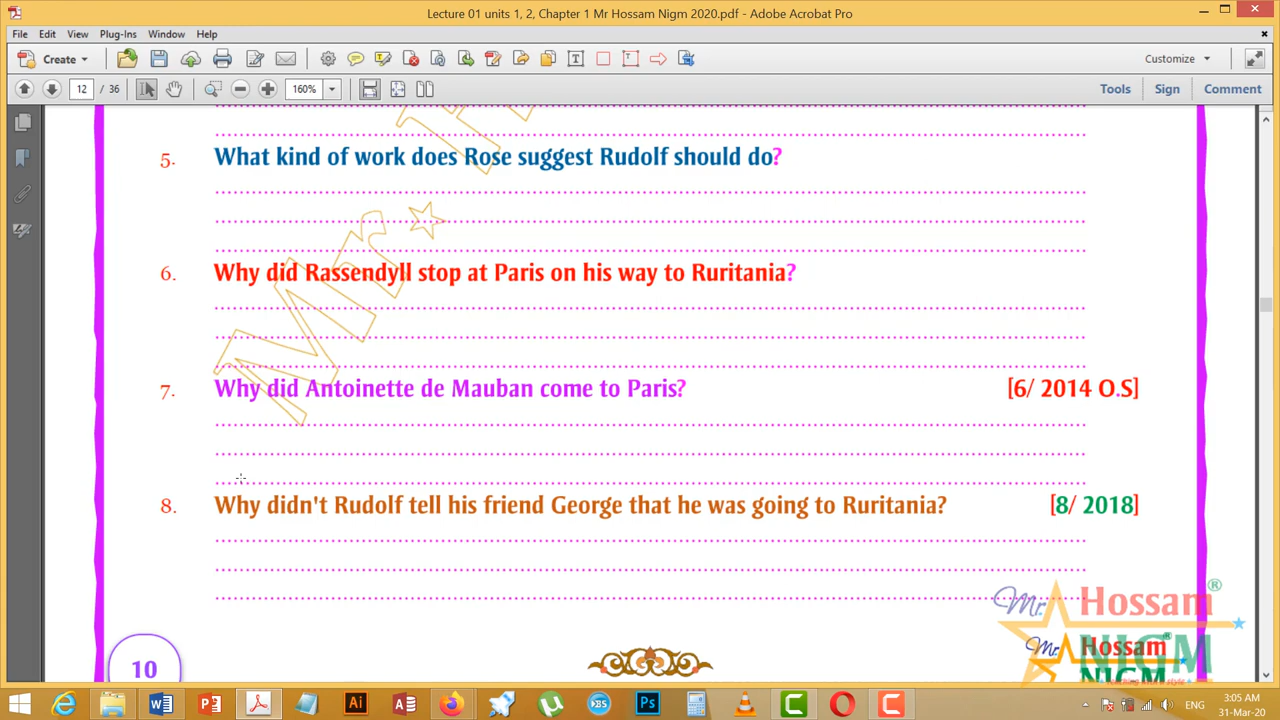 Lecture 01 units 1, 2, Chapter 1 Mr Hossam Nigm 2020.pdf - Adobe Acrobat Pro
File Edit View Plug-Ins Window Help
Create Customize
12 / 36 160% Tools Sign Comment
5. What kind of work does Rose suggest Rudolf should do?
6. Why did Rassendyll stop at Paris on his way to Ruritania?
7. Why did Antoinette de Mauban come to Paris? [6/ 2014 O.S]
8. Why didn't Rudolf tell his friend George that he was going to Ruritania? [8/ 2018]
Mr. Hossam®
Mr. Hossam®
NIGM
NIGM
10
Mr
ENG 3:05 AM
31-Mar-20